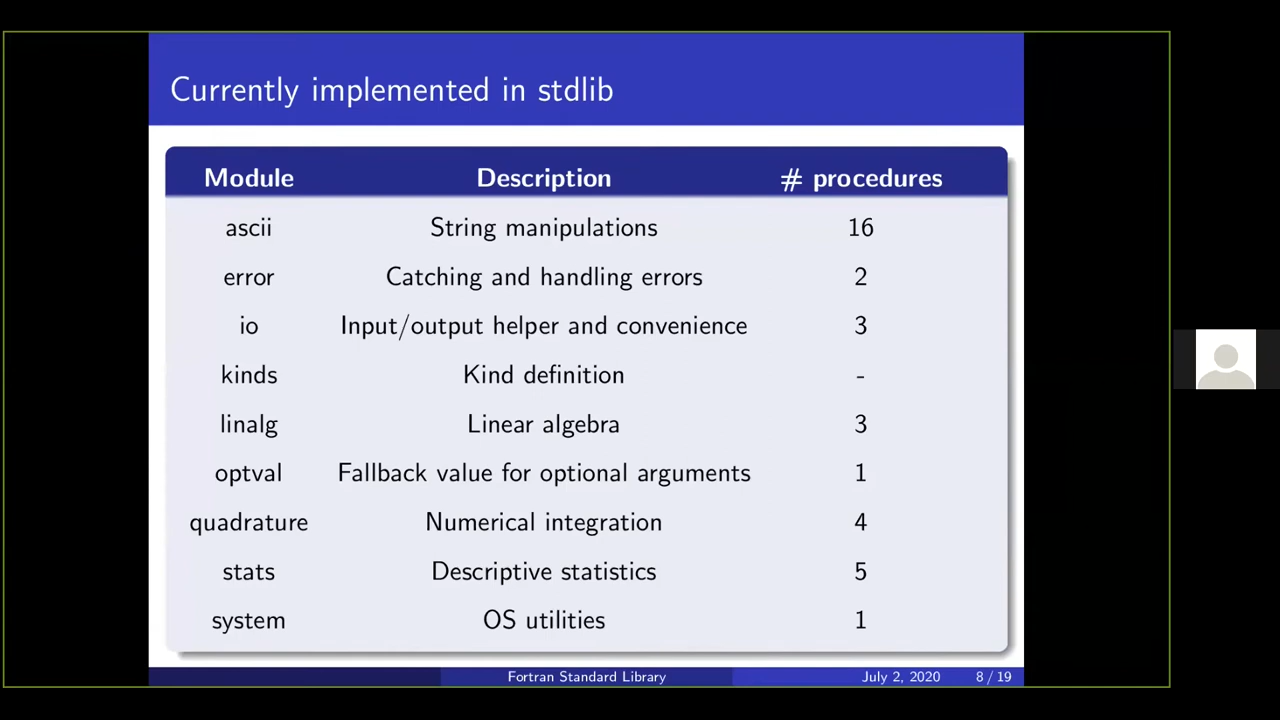 Currently implemented in stdlib
Module Description # procedures
ascii String manipulations 16
error Catching and handling errors 2
io Input/output helper and convenience 3
kinds Kind definition -
linalg Linear algebra 3
optval Fallback value for optional arguments 1
quadrature Numerical integration 4
stats Descriptive statistics 5
system OS utilities 1
Fortran Standard Library July 2, 2020 8 / 19